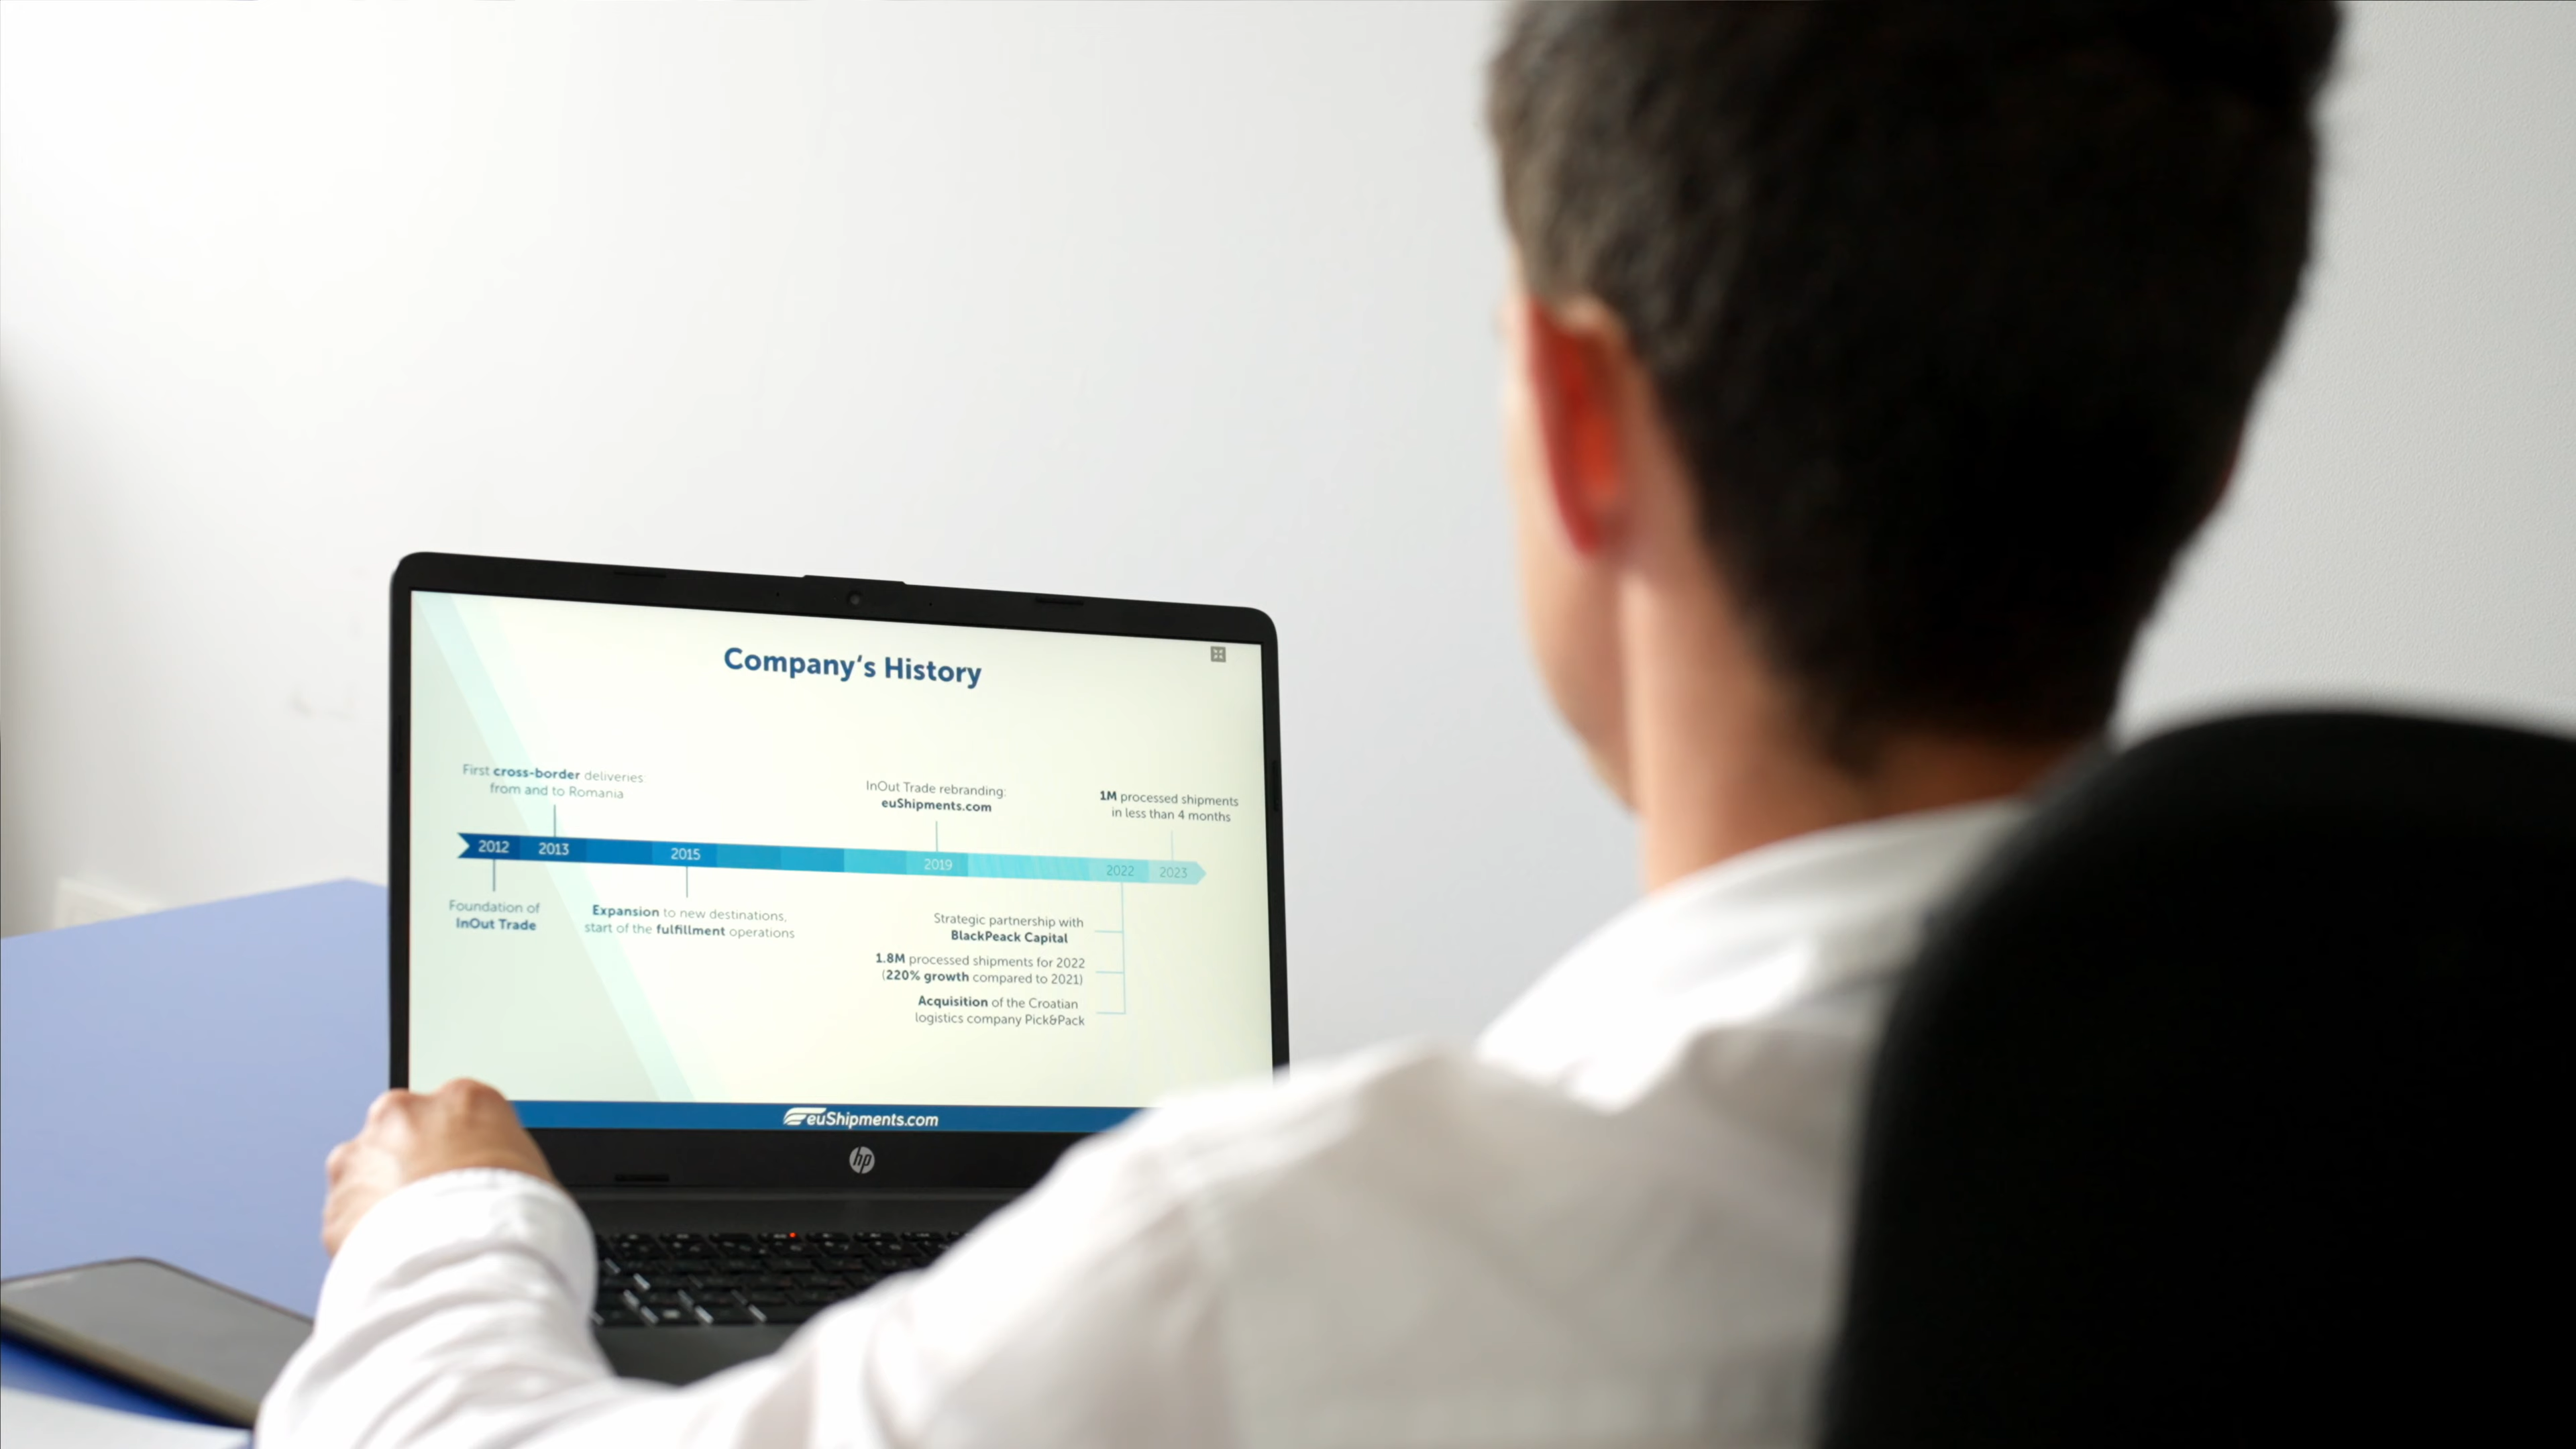 Company's History
First cross-border deliveries
from and to Romania
InOut Trade rebranding:
euShipments.com
1M processed shipments
in less than 4 months
2012
2013
2015
2019
2022
2023
Foundation of
InOut Trade
Expansion to new destinations,
start of the fulfillment operations
Strategic partnership with
BlackPeack Capital
1.8M processed shipments for 2022
(220% growth compared to 2021)
Acquisition of the Croatian
logistics company Pick&Pack
euShipments.com
hp